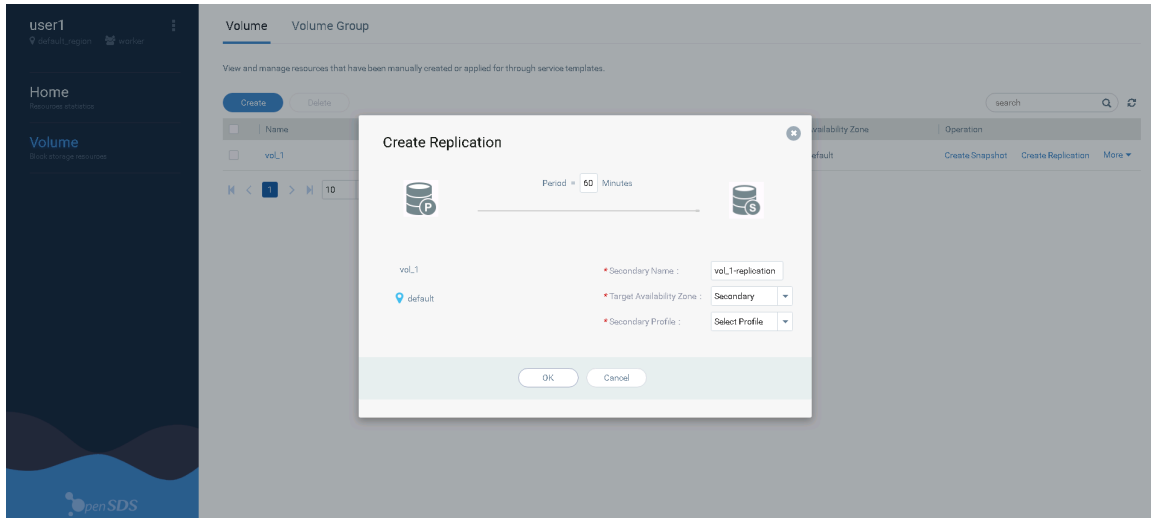 user1
default_region worker
Home
Resources statistics
Volume
Block storage resources
OpenSDS
Volume Volume Group
View and manage resources that have been manually created or applied for through service templates.
Create Delete
search
Name Availability Zone Operation
vol_1 default Create Snapshot Create Replication More
1 10
Create Replication
Period = 60 Minutes
P S
vol_1
default
* Secondary Name : vol_1-replication
* Target Availability Zone : Secondary
* Secondary Profile : Select Profile
OK Cancel